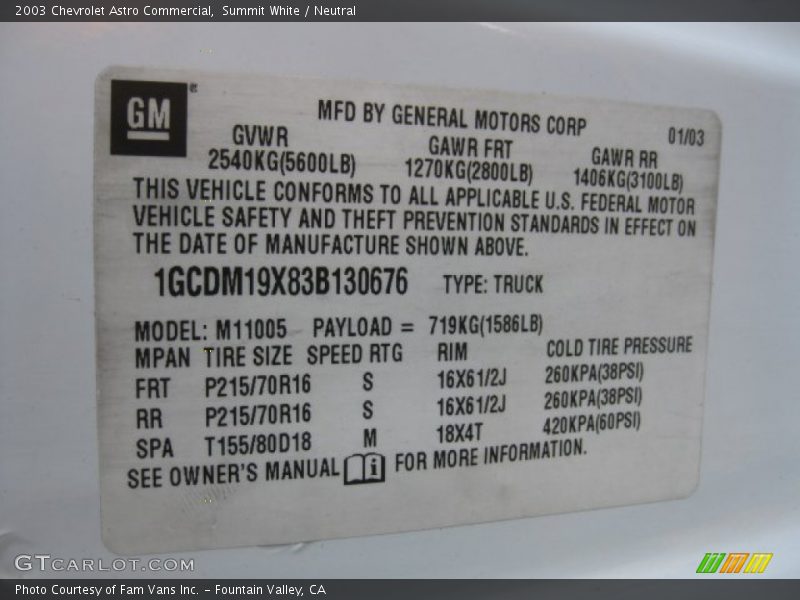 2003 Chevrolet Astro Commercial,  Summit White / Neutral
GM®
MFD BY GENERAL MOTORS CORP
01/03
GVWR GAWR FRT GAWR RR
2540KG(5600LB) 1270KG(2800LB) 1406KG(3100LB)
THIS VEHICLE CONFORMS TO ALL APPLICABLE U.S. FEDERAL MOTOR
VEHICLE SAFETY AND THEFT PREVENTION STANDARDS IN EFFECT ON
THE DATE OF MANUFACTURE SHOWN ABOVE.
1GCDM19X83B130676 TYPE: TRUCK
MODEL: M11005 PAYLOAD = 719KG(1586LB)
MPAN TIRE SIZE SPEED RTG RIM COLD TIRE PRESSURE
FRT P215/70R16 S 16X61/2J 260KPA(38PSI)
RR P215/70R16 S 16X61/2J 260KPA(38PSI)
SPA T155/80D18 M 18X4T 420KPA(60PSI)
SEE OWNER'S MANUAL i FOR MORE INFORMATION.
GTCARLOT.COM
Photo Courtesy of Fam Vans Inc. - Fountain Valley, CA